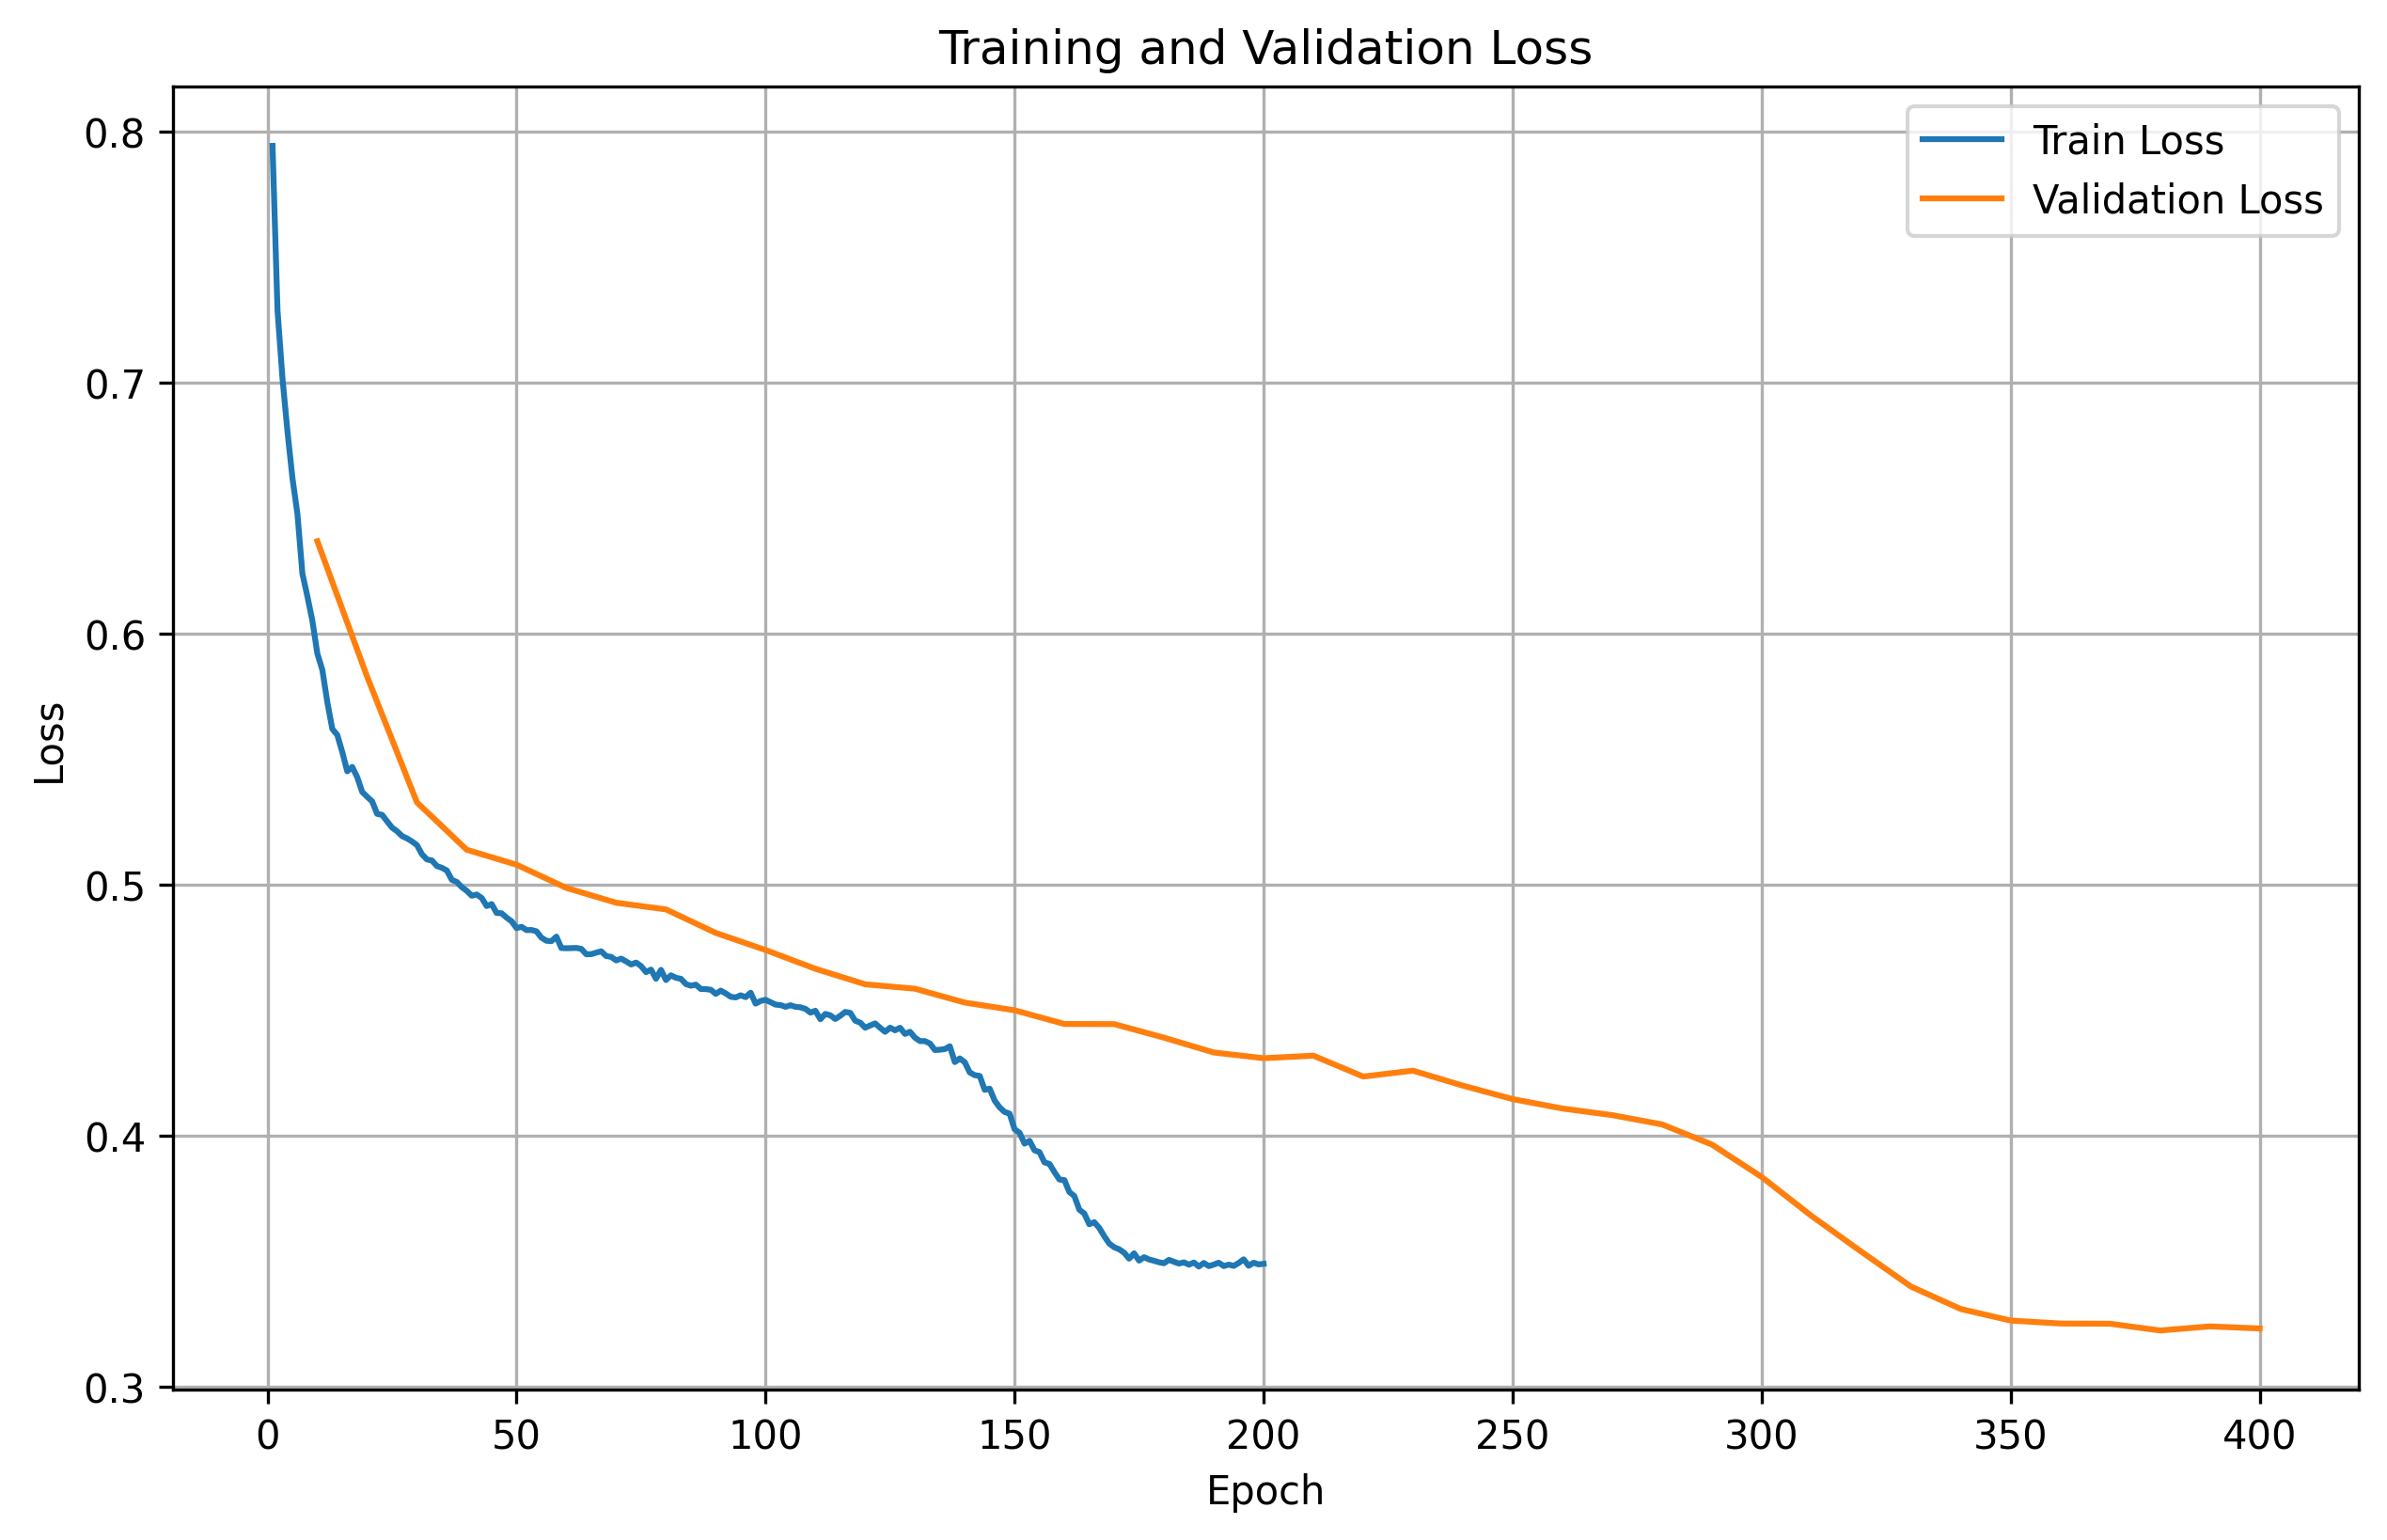 Training and Validation Loss
Train Loss
Validation Loss
0.8
0.7
0.6
0.5
0.4
0.3
Loss
0 50 100 150 200 250 300 350 400
Epoch